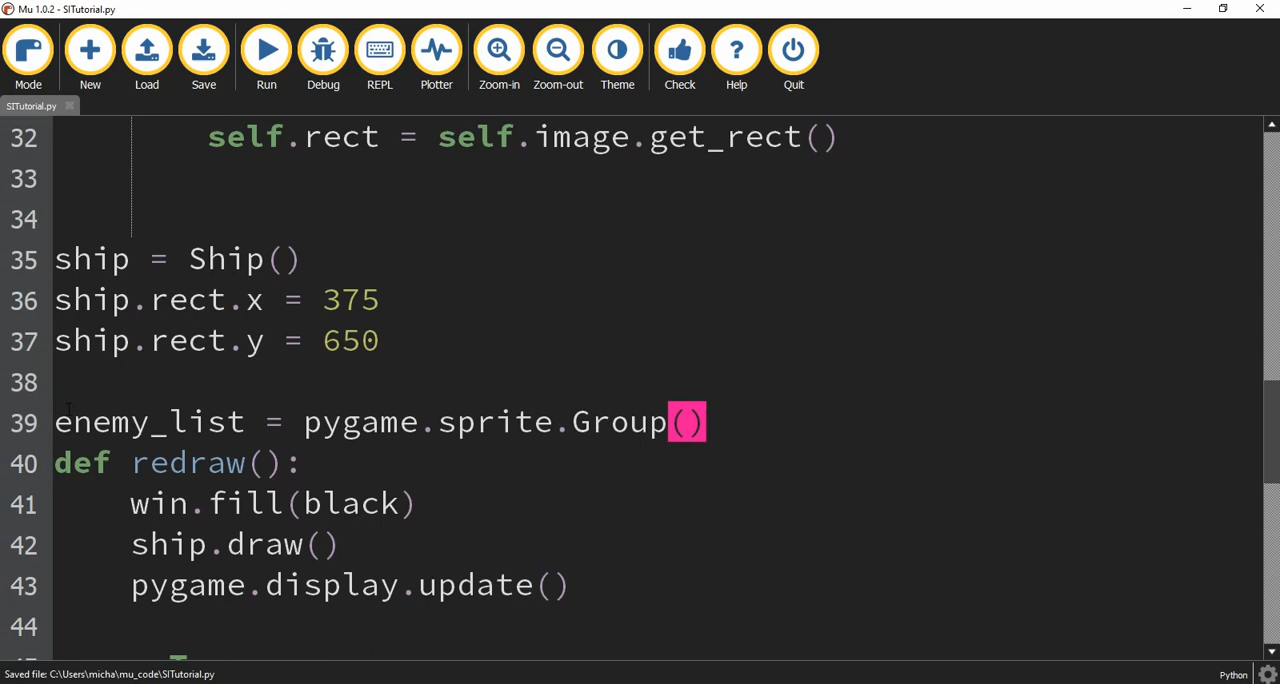 Mu 1.0.2 - SITutorial.py
Mode New Load Save Run Debug REPL Plotter Zoom-in Zoom-out Theme Check Help Quit
SITutorial.py
32 self.rect = self.image.get_rect()
33
34
35 ship = Ship()
36 ship.rect.x = 375
37 ship.rect.y = 650
38
39 enemy_list = pygame.sprite.Group()
40 def redraw():
41 win.fill(black)
42 ship.draw()
43 pygame.display.update()
44
Saved file: C:\Users\micha\mu_code\SITutorial.py Python